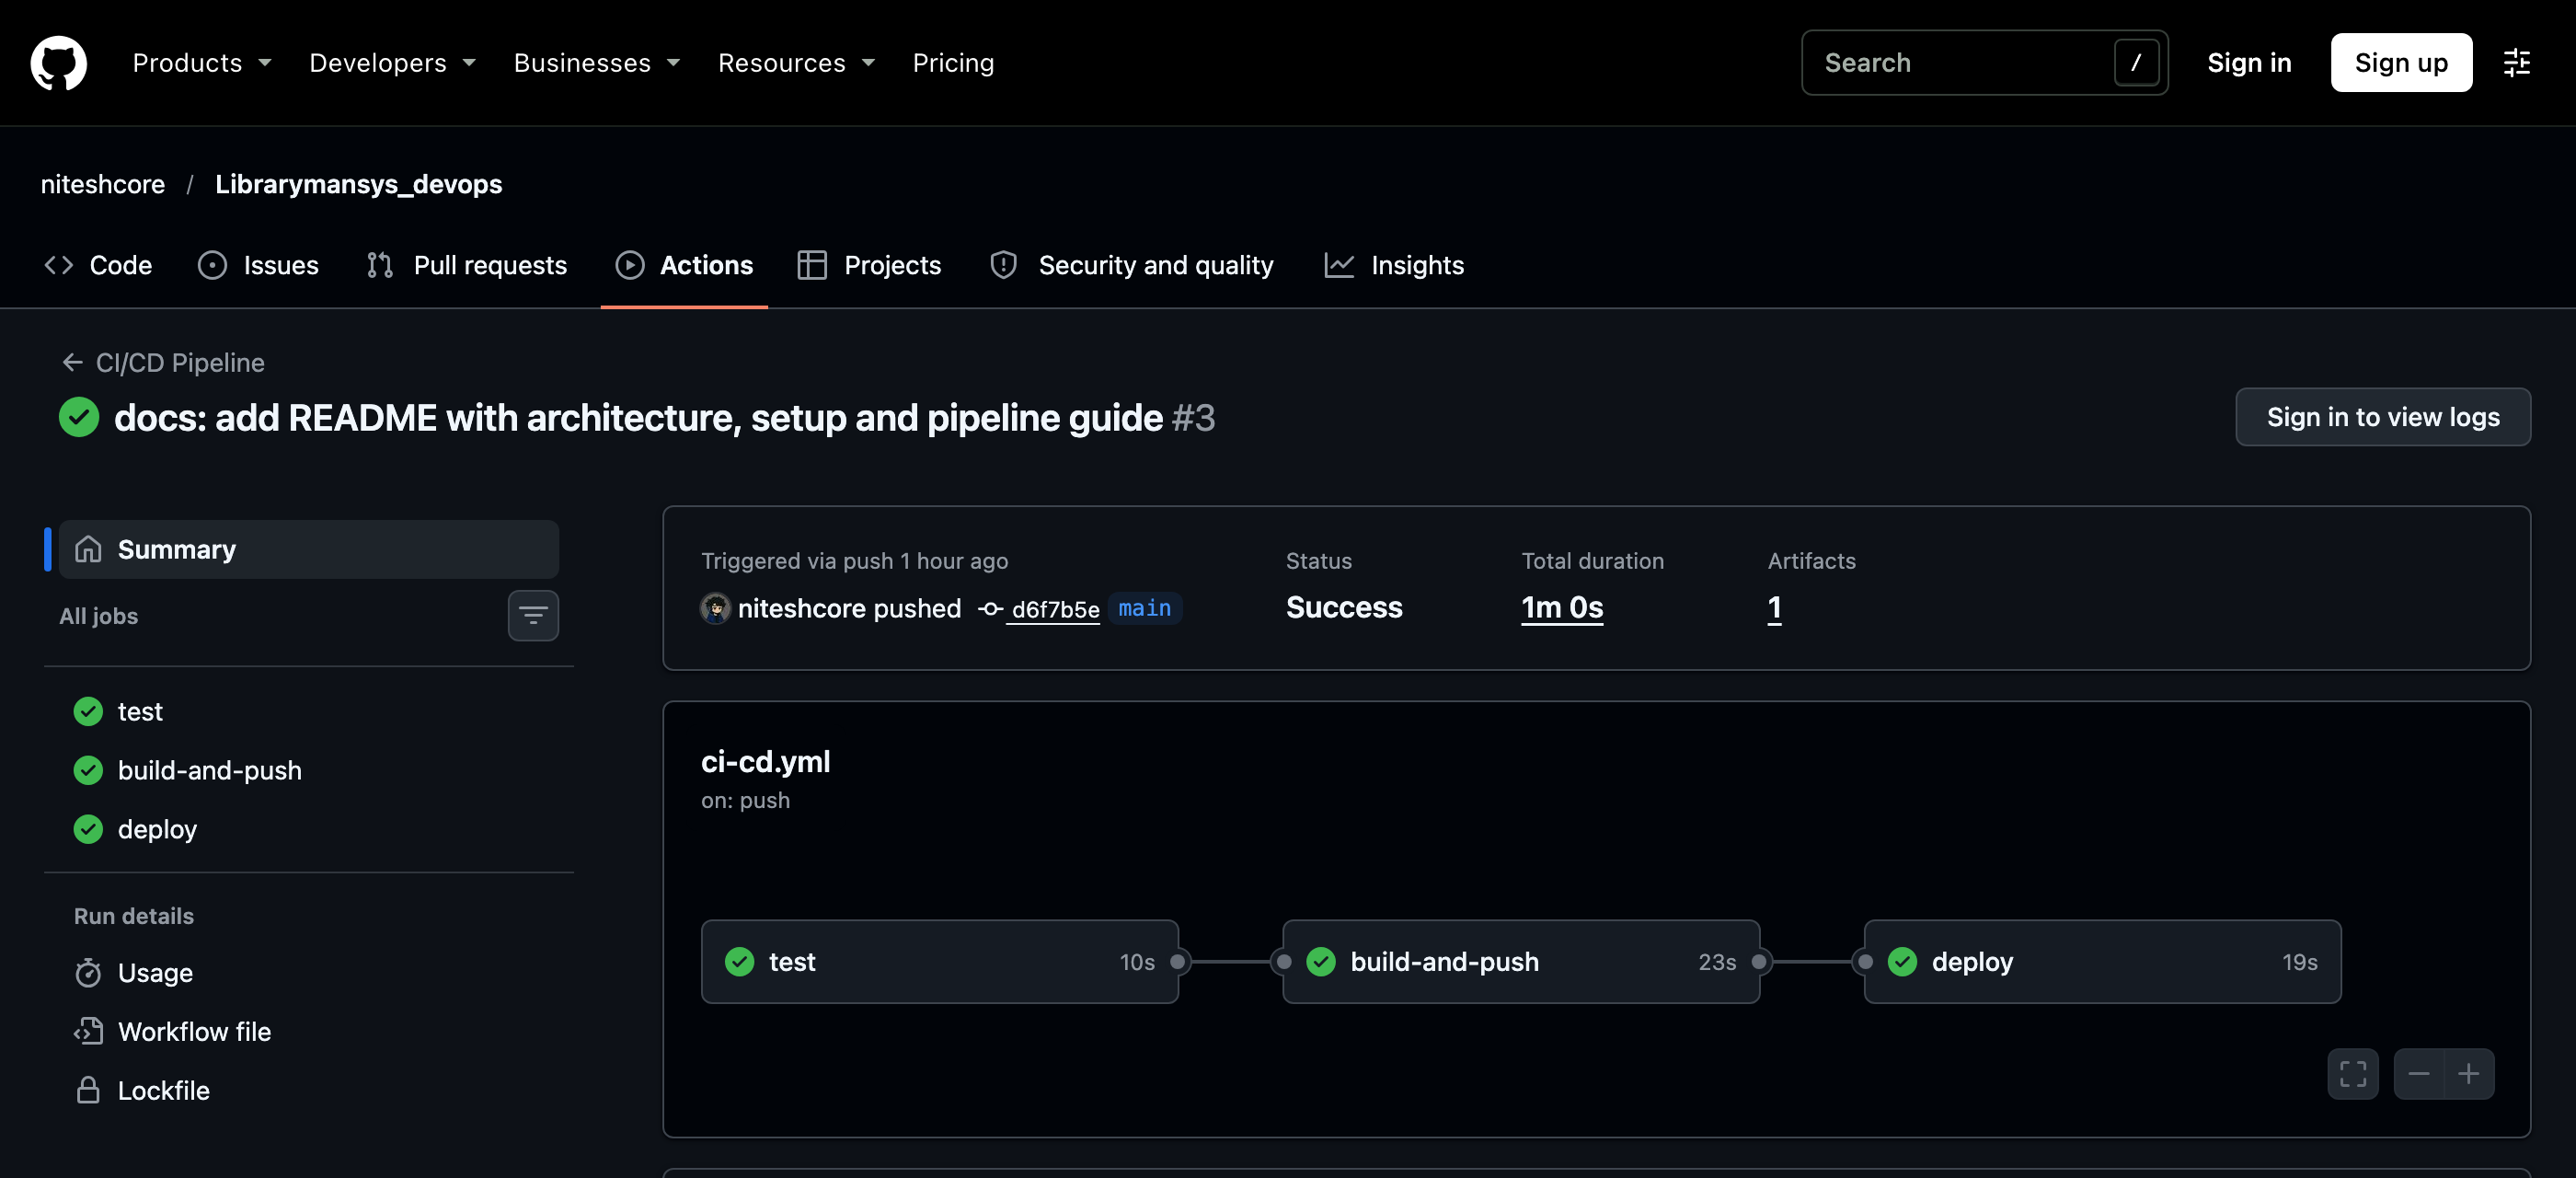 Products Developers Businesses Resources Pricing Search / Sign in Sign up
niteshcore / Librarymansys_devops
Code Issues Pull requests Actions Projects Security and quality Insights
CI/CD Pipeline
docs: add README with architecture, setup and pipeline guide #3
Sign in to view logs
Summary
All jobs
test
build-and-push
deploy
Run details
Usage
Workflow file
Lockfile
Triggered via push 1 hour ago
niteshcore pushed d6f7b5e main
Status
Success
Total duration
1m 0s
Artifacts
1
ci-cd.yml
on: push
test 10s
build-and-push 23s
deploy 19s